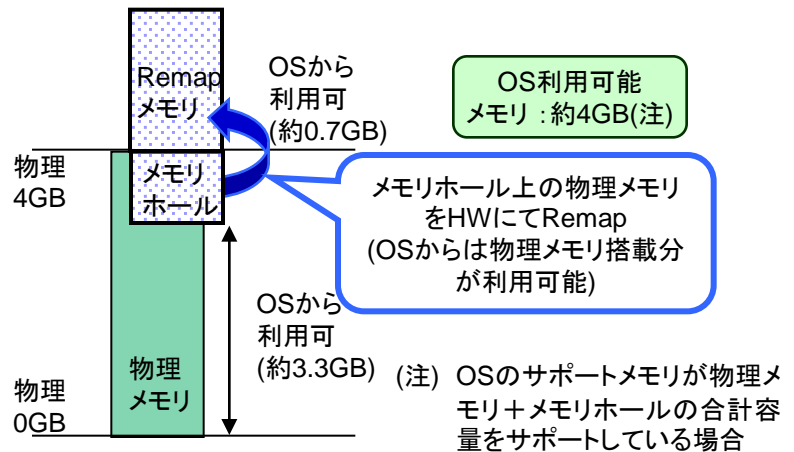 Remap
メモリ
OSから
利用可
(約0.7GB)
OS利用可能
メモリ：約4GB(注)
物理
4GB
メモリ
ホール
メモリホール上の物理メモリ
をHWにてRemap
(OSからは物理メモリ搭載分
が利用可能)
OSから
利用可
(約3.3GB)
物理
メモリ
物理
0GB
(注) OSのサポートメモリが物理メ
モリ＋メモリホールの合計容
量をサポートしている場合